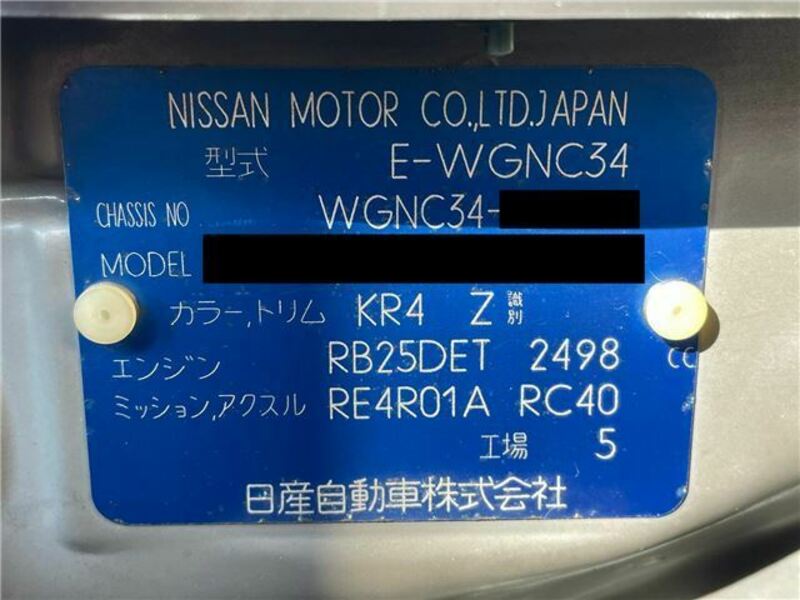 NISSAN MOTOR CO.,LTD.JAPAN
型式 E-WGNC34
CHASSIS NO WGNC34-
MODEL
カラー,トリム KR4 Z 識別
エンジン RB25DET 2498 CC
ミッション,アクスル RE4R01A RC40
工場 5
日産自動車株式会社